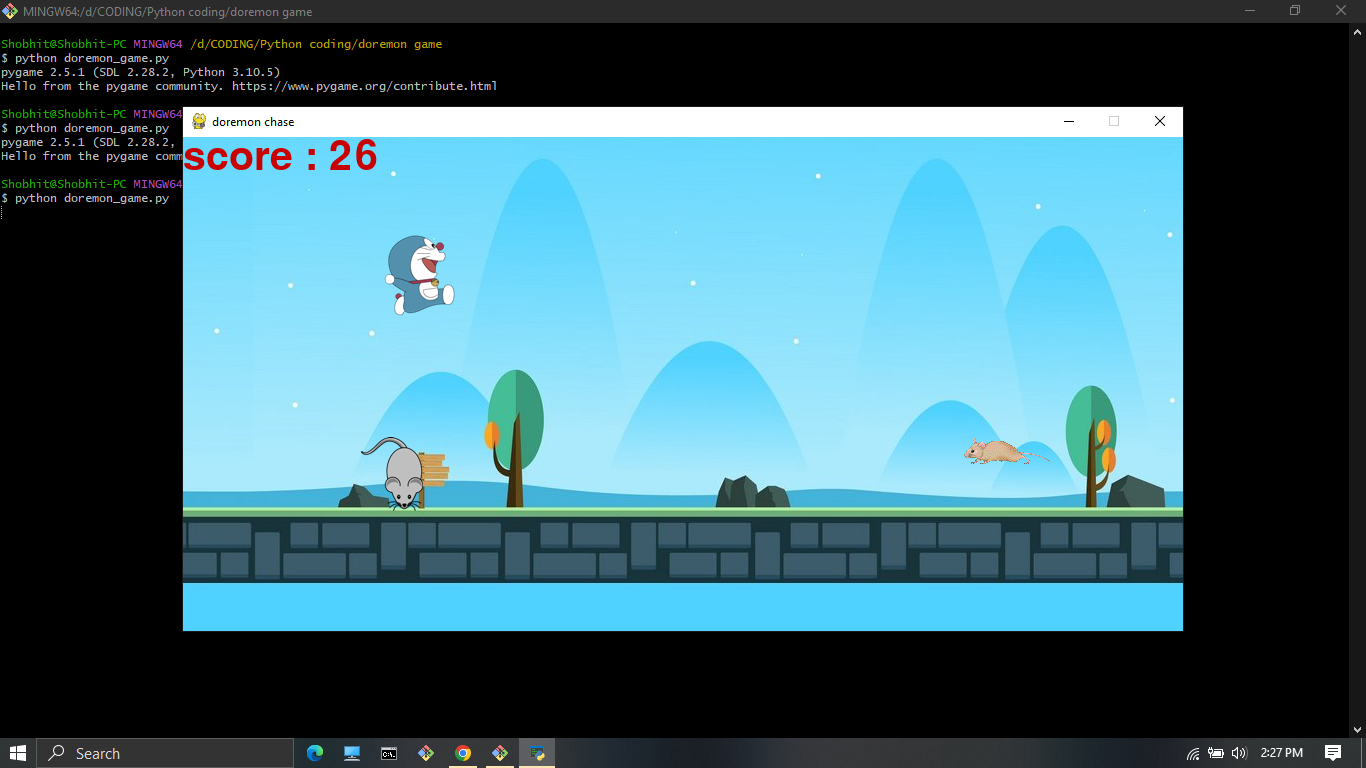 MINGW64:/d/CODING/Python coding/doremon game
Shobhit@Shobhit-PC MINGW64 /d/CODING/Python coding/doremon game
$ python doremon_game.py
pygame 2.5.1 (SDL 2.28.2, Python 3.10.5)
Hello from the pygame community. https://www.pygame.org/contribute.html
Shobhit@Shobhit-PC MINGW64
$ python doremon_game.py
pygame 2.5.1 (SDL 2.28.2,
Hello from the pygame comm
Shobhit@Shobhit-PC MINGW64
$ python doremon_game.py
doremon chase
score : 26
Search
2:27 PM